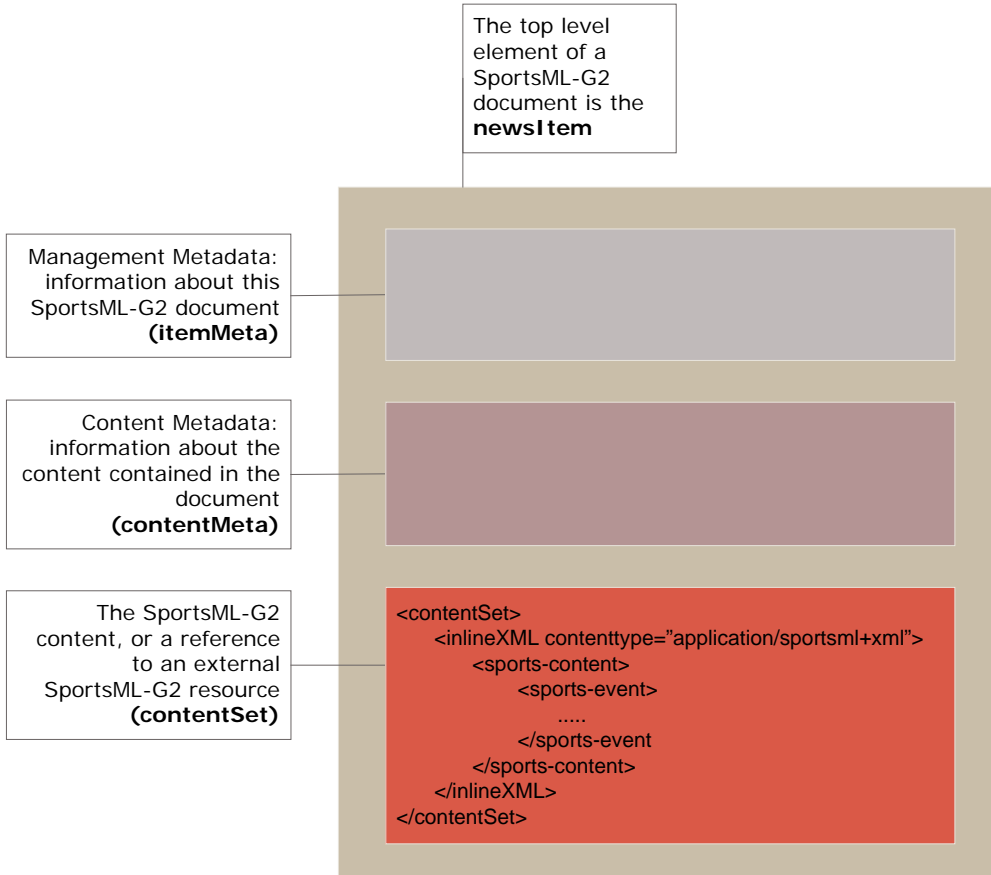 The top level
element of a
SportsML-G2
document is the
newsItem
Management Metadata:
information about this
SportsML-G2 document
(itemMeta)
Content Metadata:
information about the
content contained in the
document
(contentMeta)
The SportsML-G2
content, or a reference
to an external
SportsML-G2 resource
(contentSet)
<contentSet>
<inlineXML contenttype=”application/sportsml+xml”>
<sports-content>
<sports-event>
.....
</sports-event
</sports-content>
</inlineXML>
</contentSet>